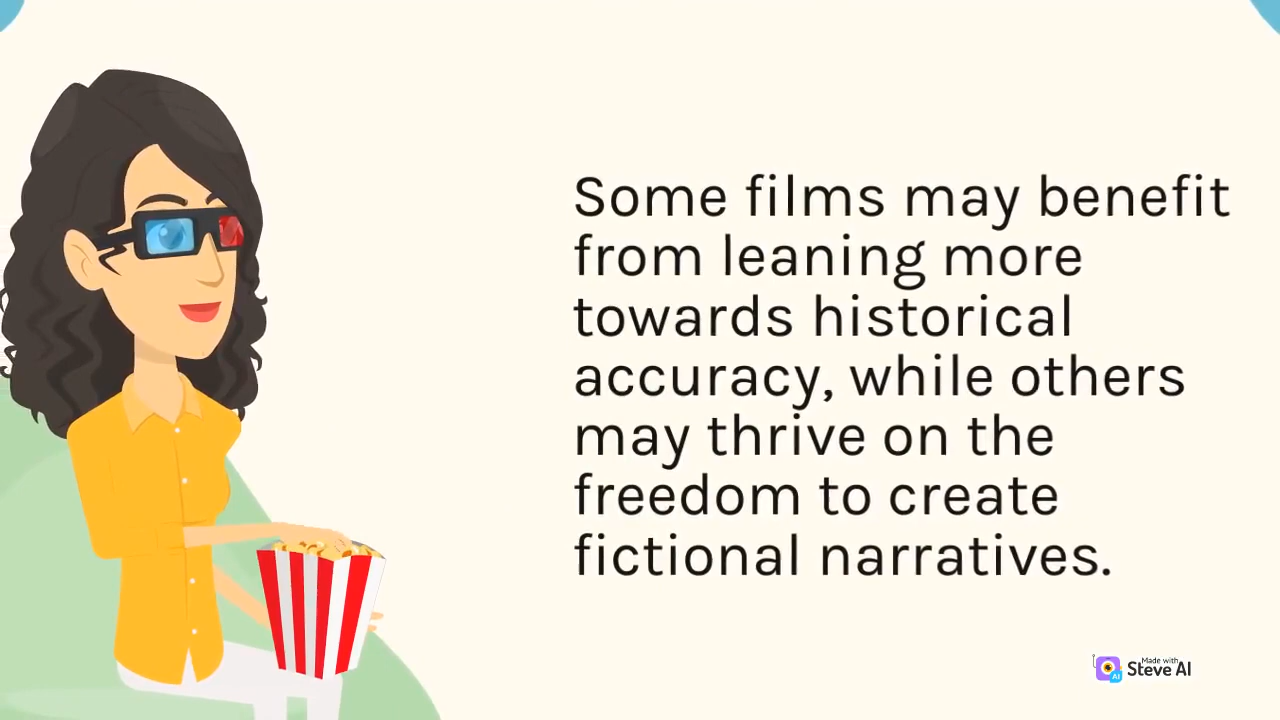 Some films may benefit
from leaning more
towards historical
accuracy, while others
may thrive on the
freedom to create
fictional narratives.
Made with
AI Steve AI